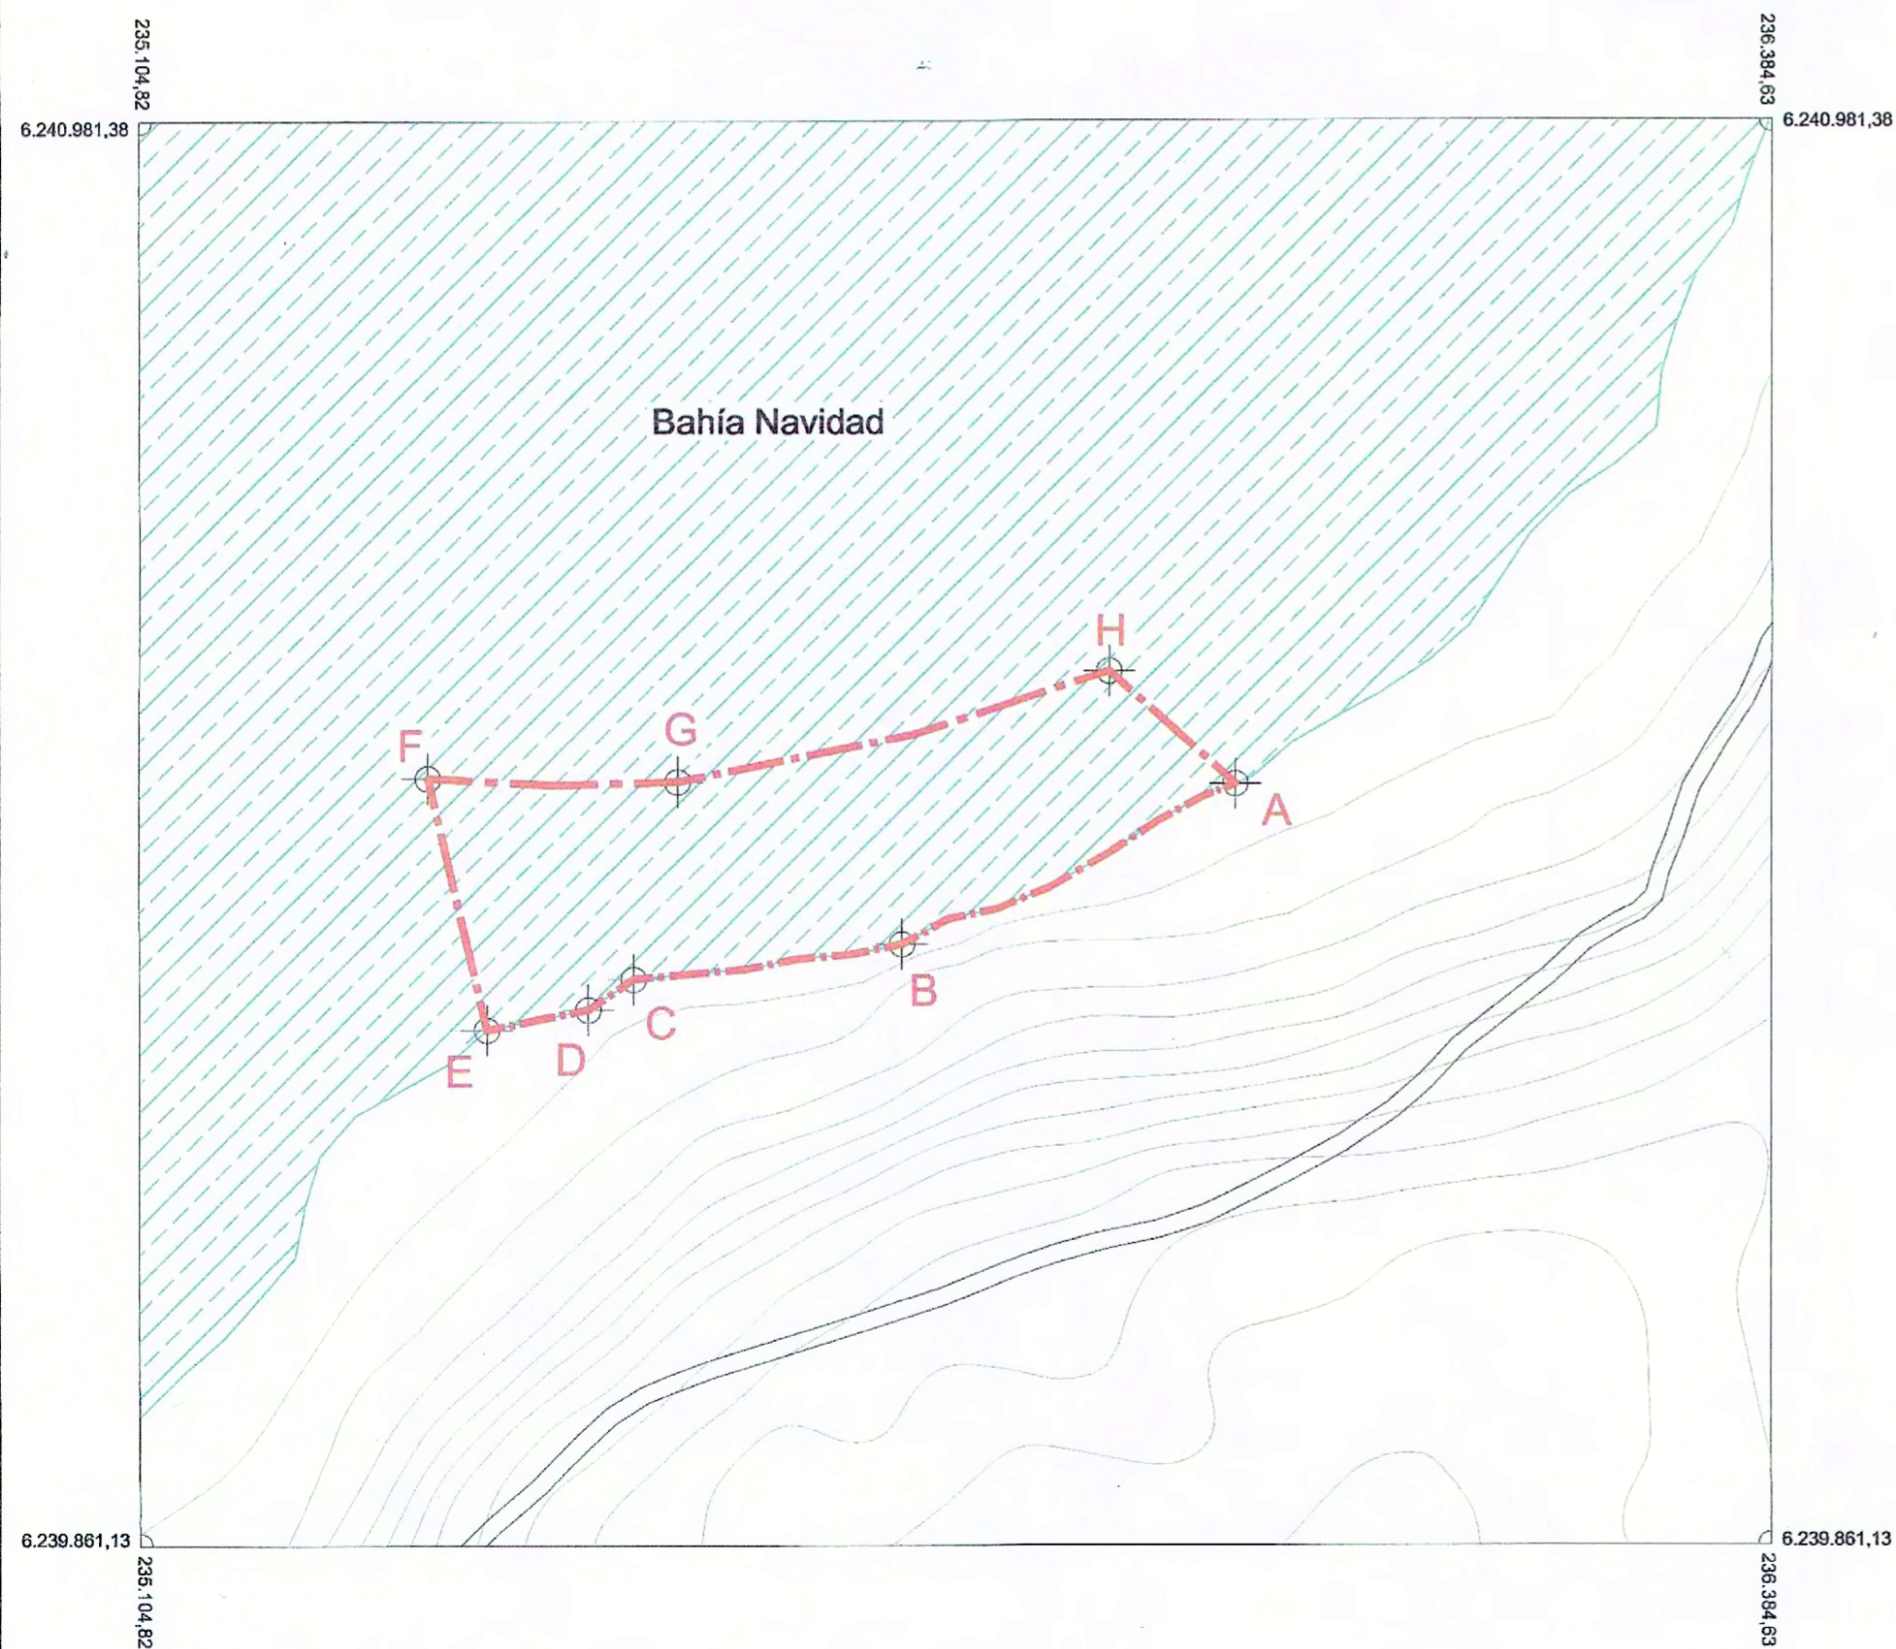 235.104,82
236.384,63
6.240.981,38
6.240.981,38
Bahía Navidad
H
G
F
A
B
C
D
E
6.239.861,13
6.239.861,13
235.104,82
236.384,63